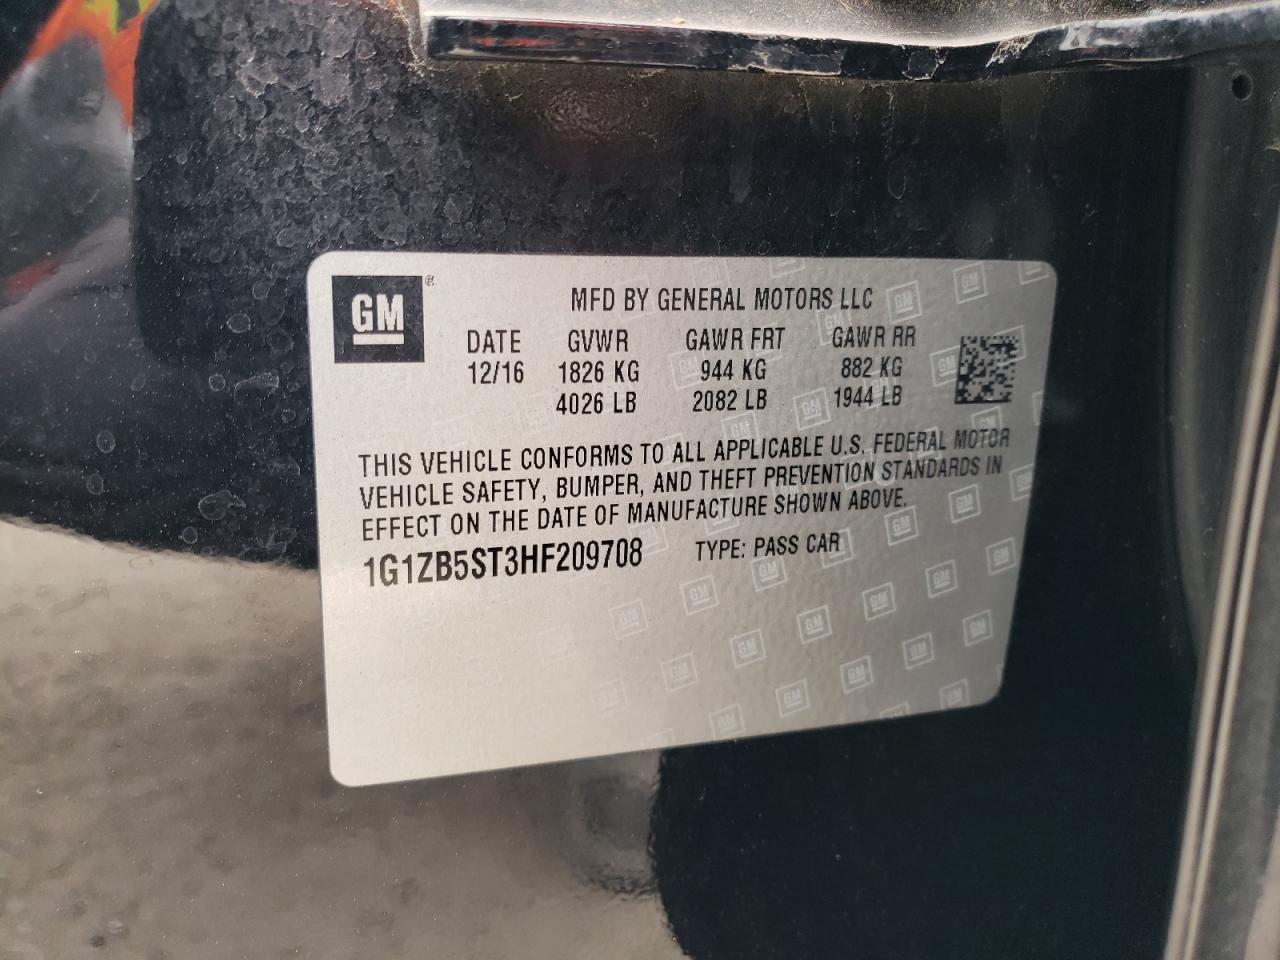 GM
MFD BY GENERAL MOTORS LLC
DATE GVWR GAWR FRT GAWR RR
12/16 1826 KG 944 KG 882 KG
4026 LB 2082 LB 1944 LB
THIS VEHICLE CONFORMS TO ALL APPLICABLE U.S. FEDERAL MOTOR
VEHICLE SAFETY, BUMPER, AND THEFT PREVENTION STANDARDS IN
EFFECT ON THE DATE OF MANUFACTURE SHOWN ABOVE.
1G1ZB5ST3HF209708 TYPE: PASS CAR